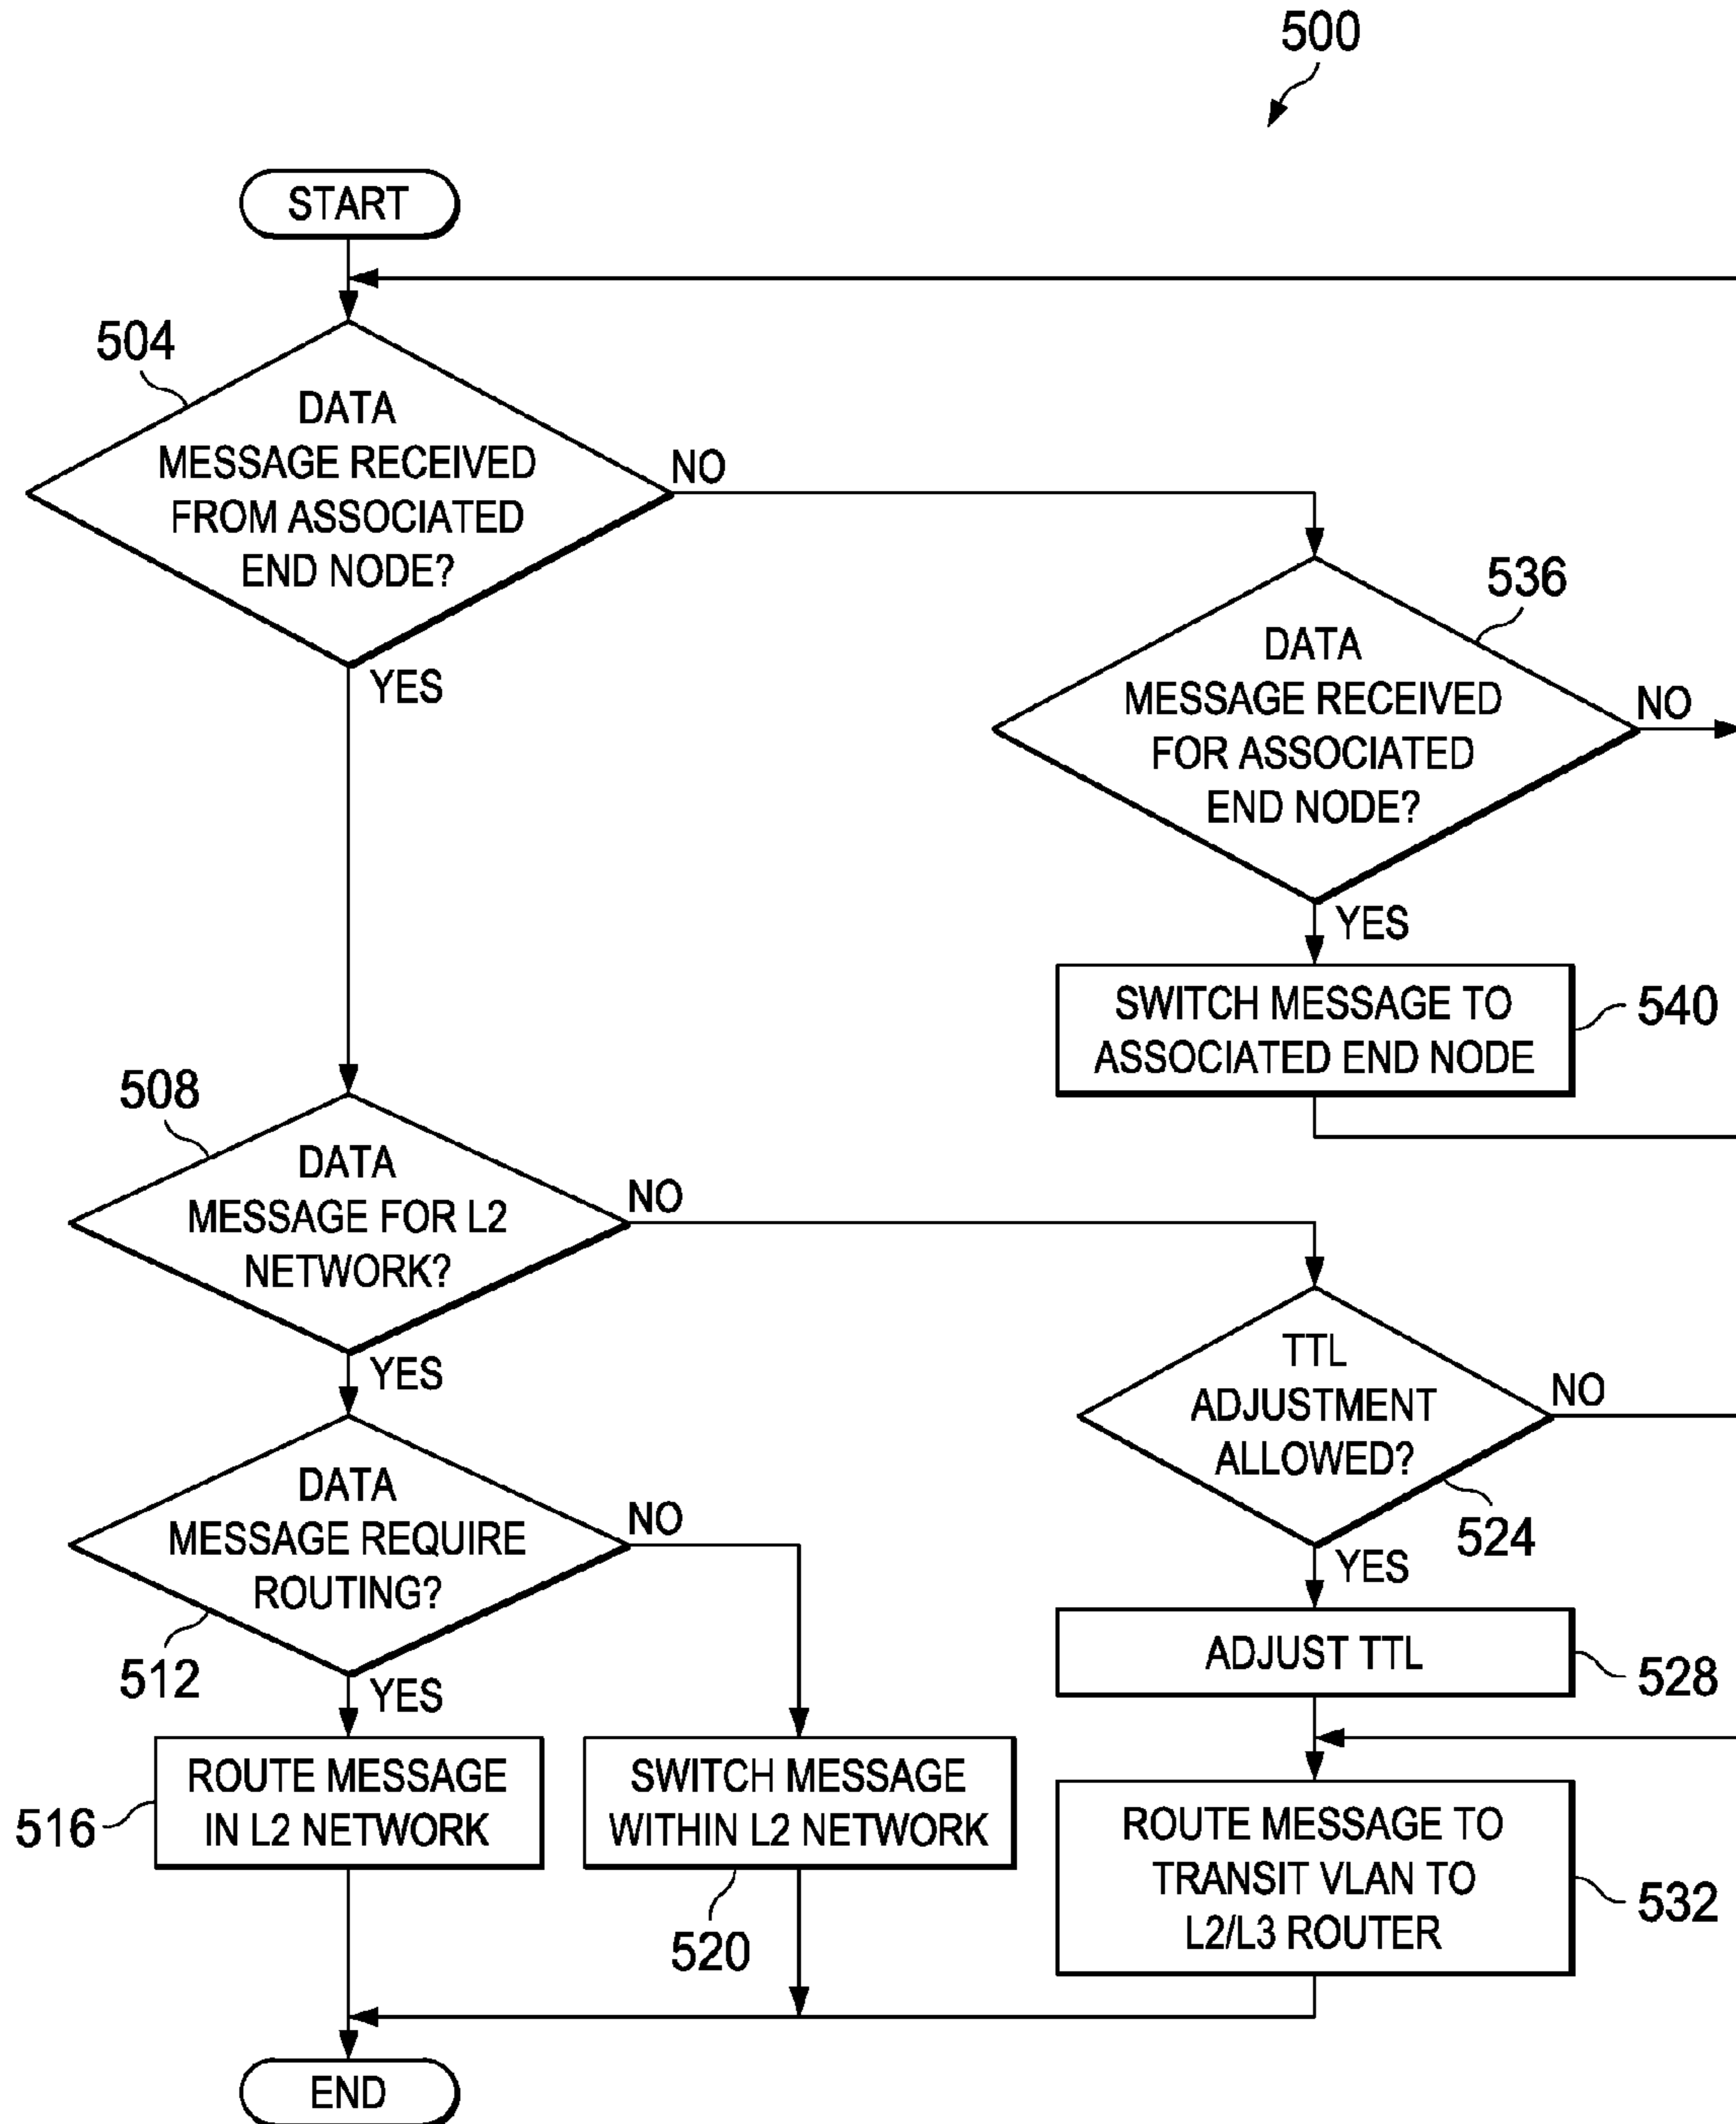 500
START
504
DATA
MESSAGE RECEIVED
FROM ASSOCIATED
END NODE?
NO
YES
536
DATA
MESSAGE RECEIVED
FOR ASSOCIATED
END NODE?
NO
YES
SWITCH MESSAGE TO
ASSOCIATED END NODE
540
508
DATA
MESSAGE FOR L2
NETWORK?
NO
YES
TTL
ADJUSTMENT
ALLOWED?
NO
524
YES
DATA
MESSAGE REQUIRE
ROUTING?
NO
512
YES
ADJUST TTL
528
ROUTE MESSAGE
IN L2 NETWORK
516
SWITCH MESSAGE
WITHIN L2 NETWORK
520
ROUTE MESSAGE TO
TRANSIT VLAN TO
L2/L3 ROUTER
532
END